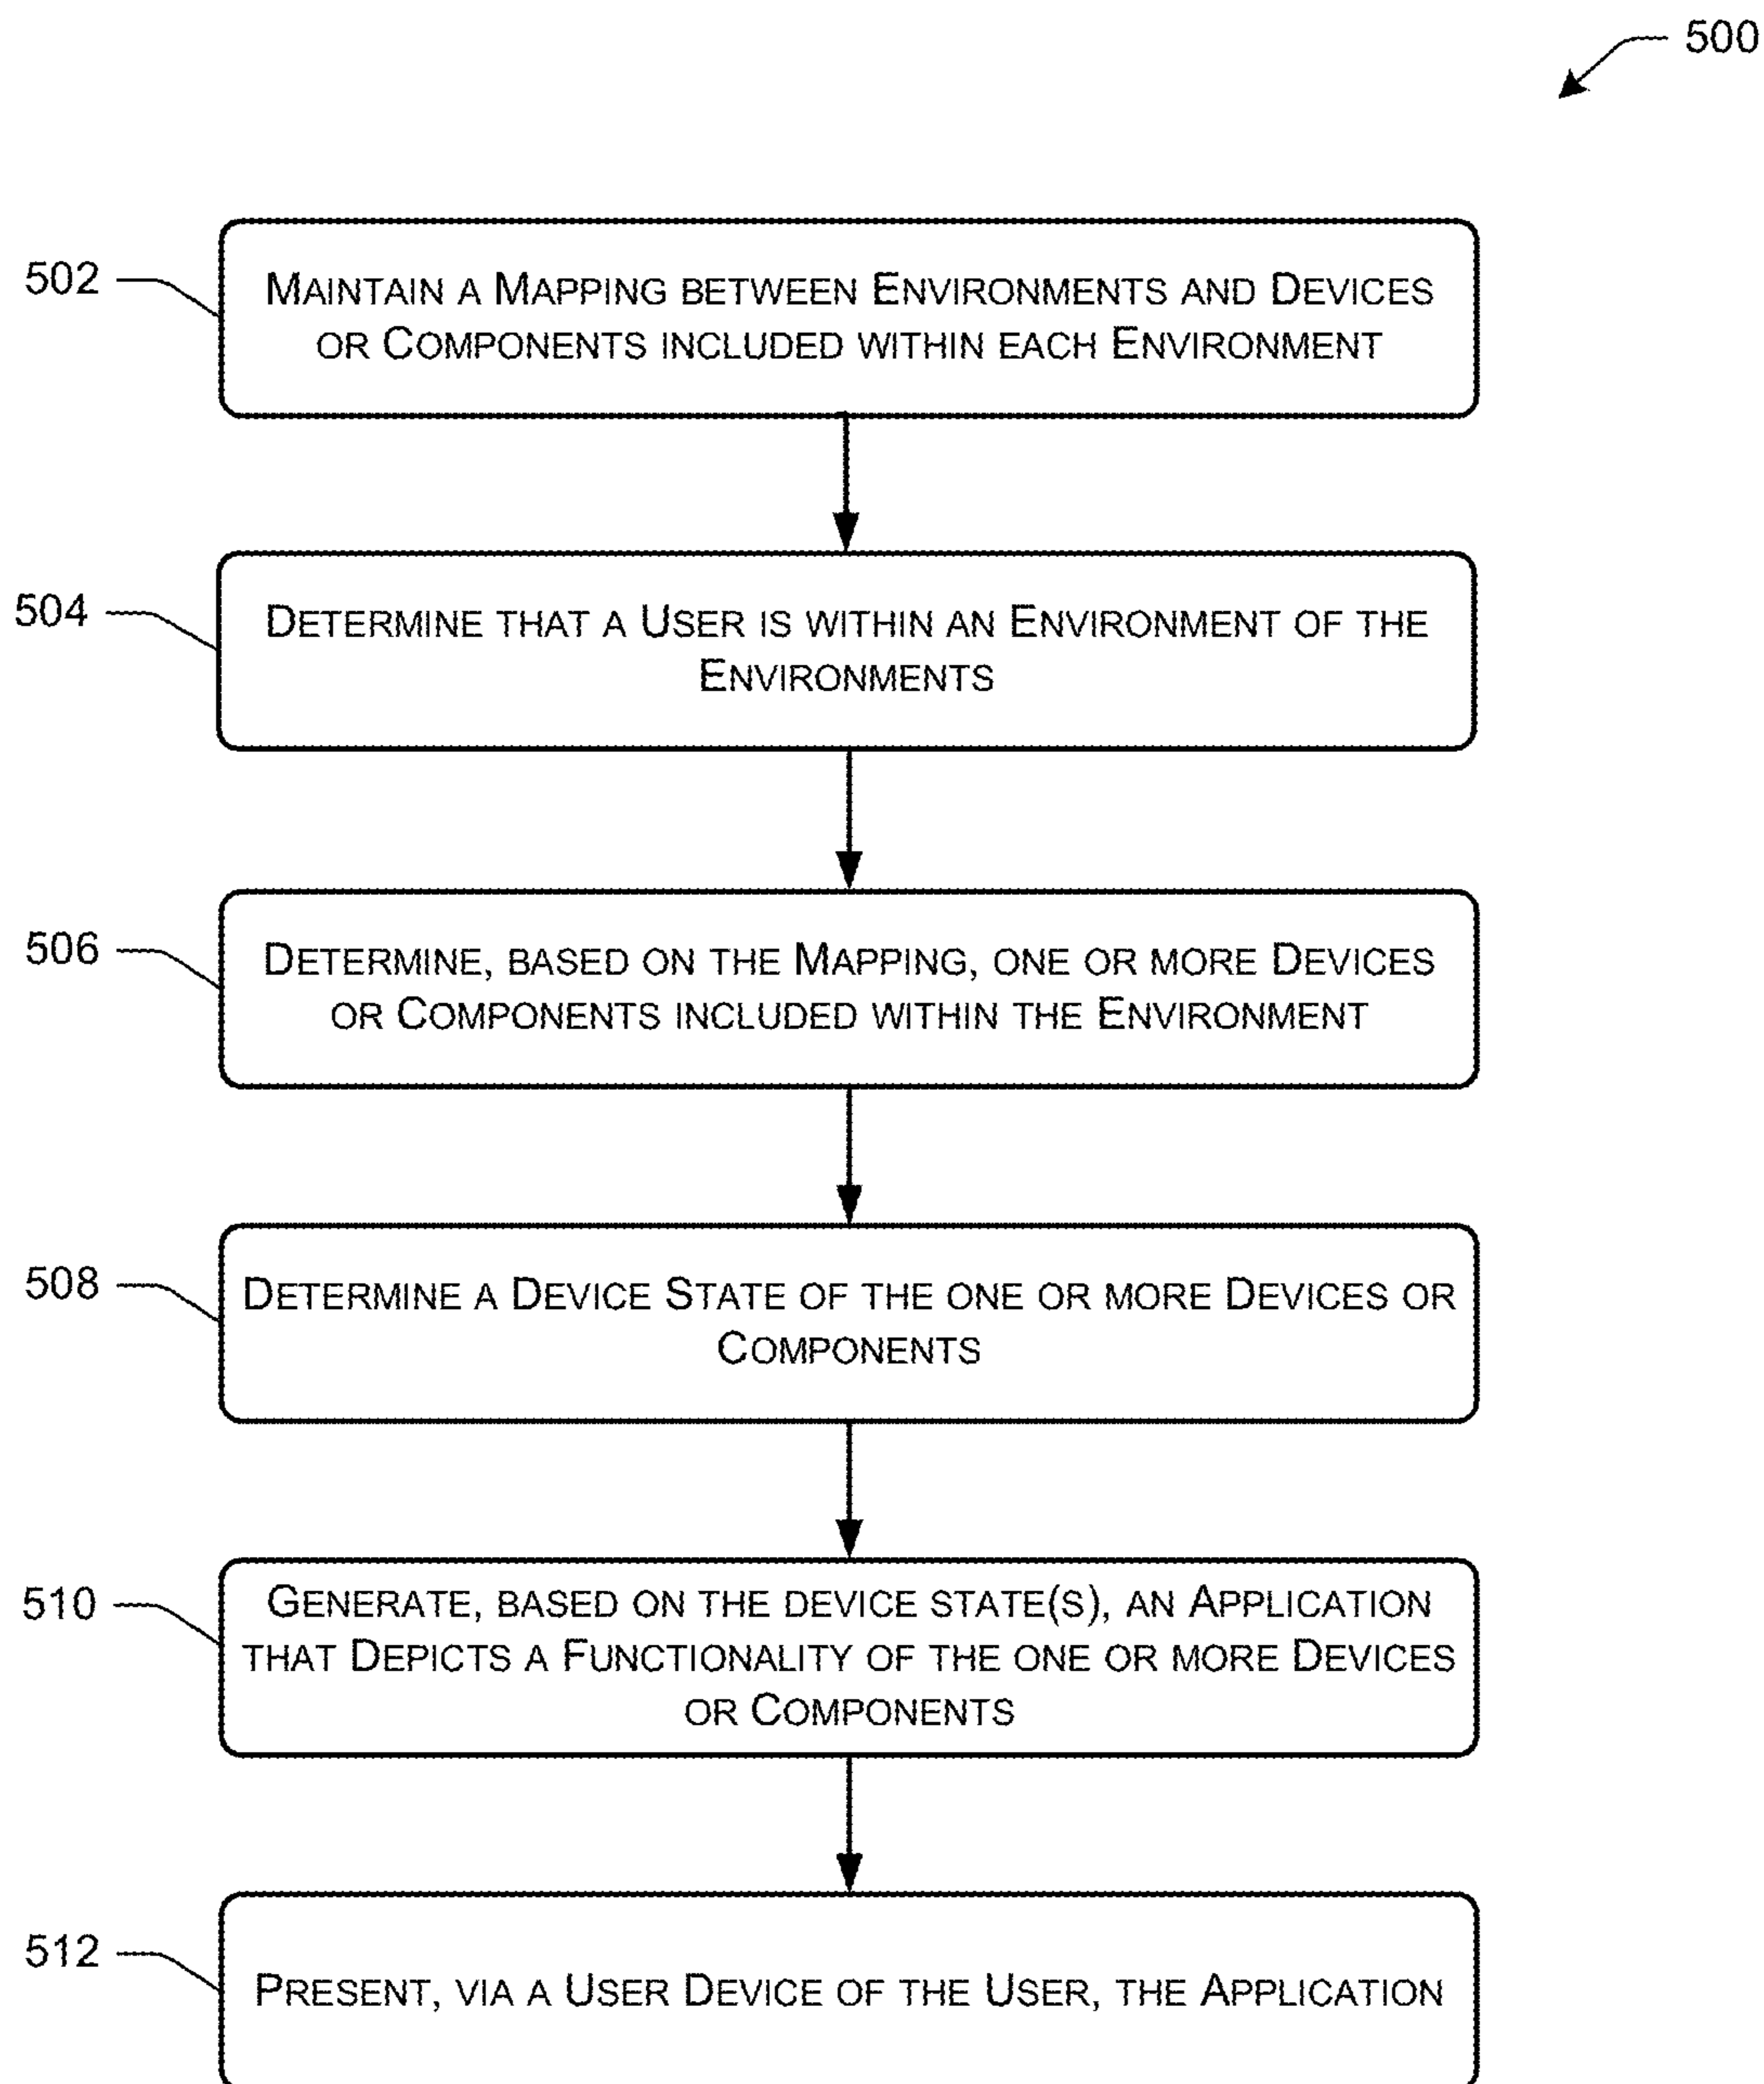 500
502
MAINTAIN A MAPPING BETWEEN ENVIRONMENTS AND DEVICES
OR COMPONENTS INCLUDED WITHIN EACH ENVIRONMENT
504
DETERMINE THAT A USER IS WITHIN AN ENVIRONMENT OF THE
ENVIRONMENTS
506
DETERMINE, BASED ON THE MAPPING, ONE OR MORE DEVICES
OR COMPONENTS INCLUDED WITHIN THE ENVIRONMENT
508
DETERMINE A DEVICE STATE OF THE ONE OR MORE DEVICES OR
COMPONENTS
510
GENERATE, BASED ON THE DEVICE STATE(S), AN APPLICATION
THAT DEPICTS A FUNCTIONALITY OF THE ONE OR MORE DEVICES
OR COMPONENTS
512
PRESENT, VIA A USER DEVICE OF THE USER, THE APPLICATION